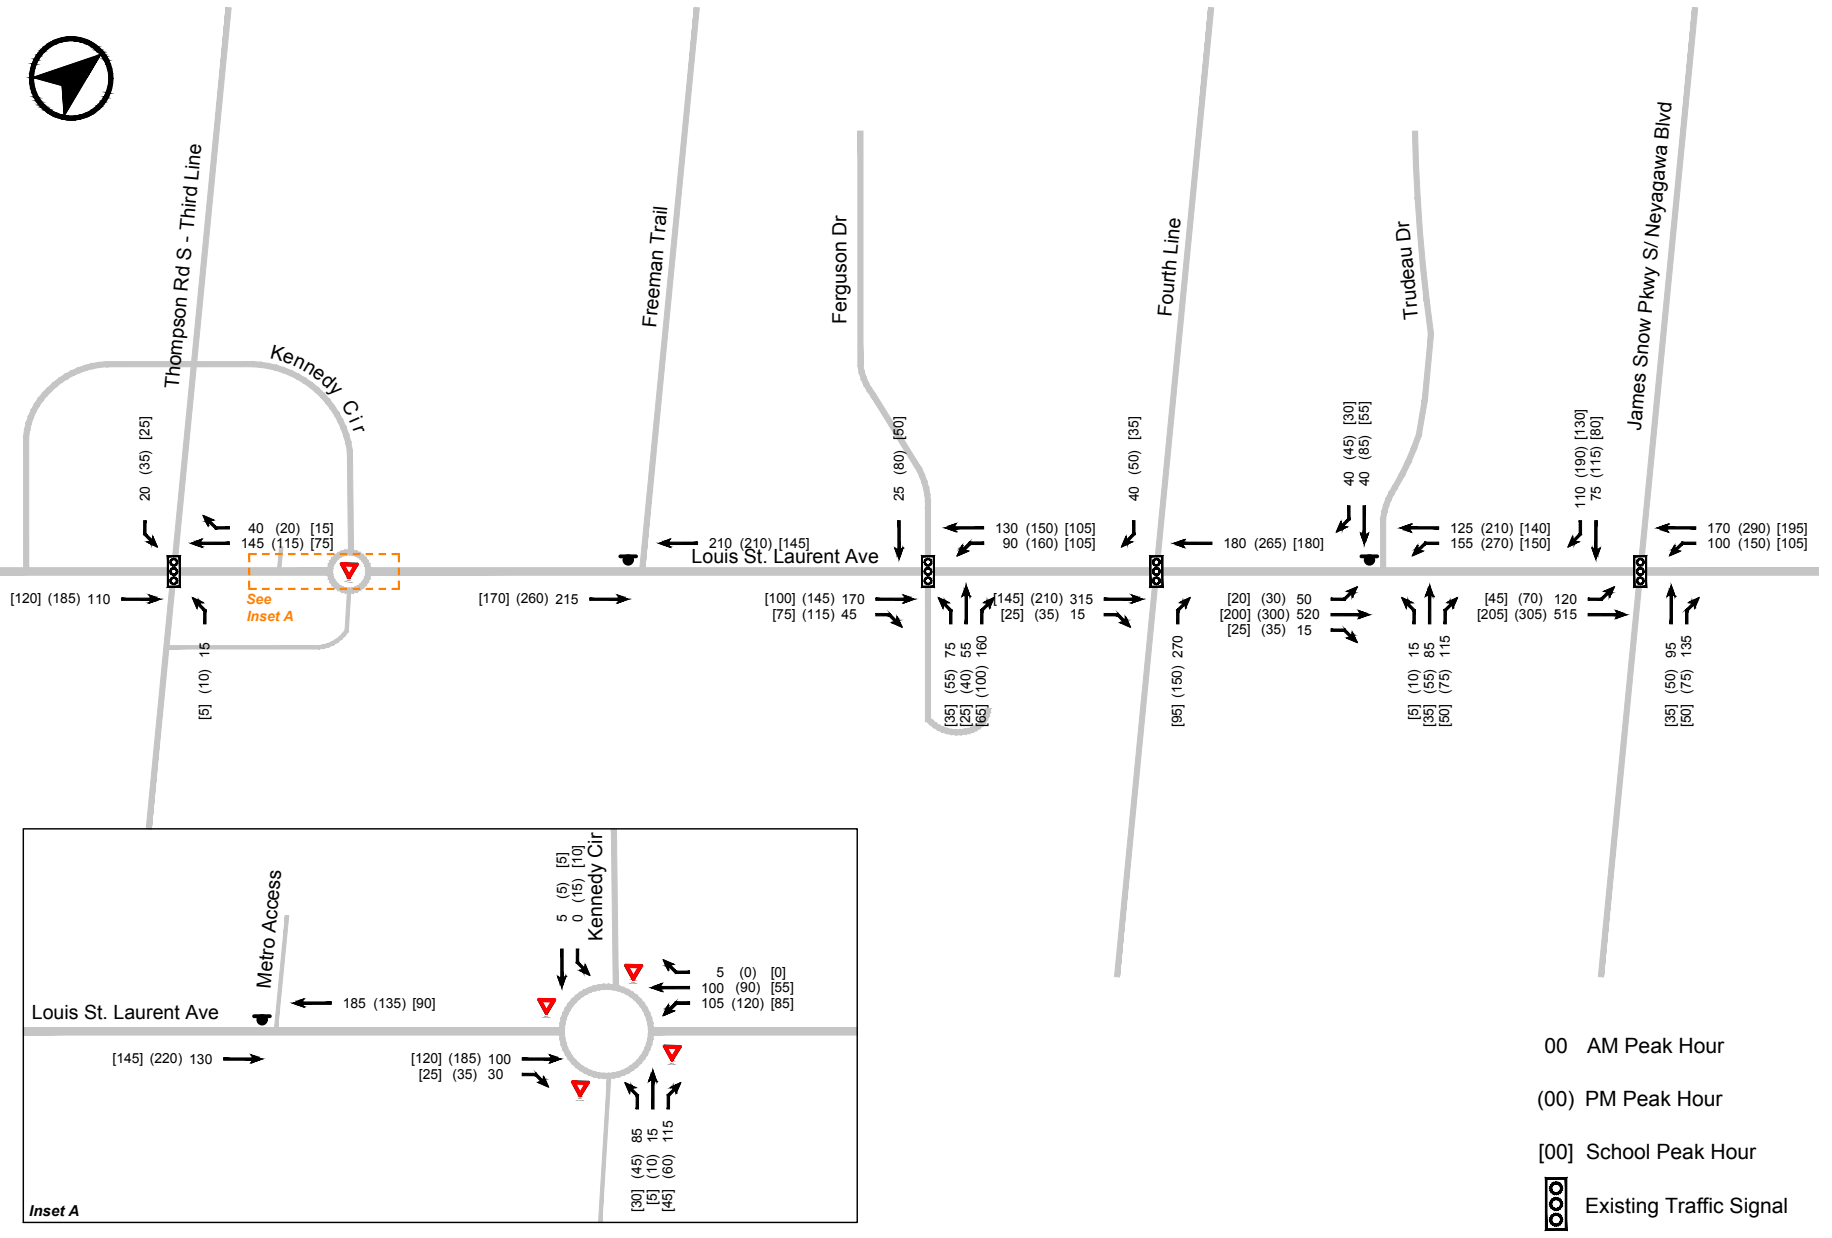 Thompson Rd S - Third Line
Kennedy Cir
Freeman Trail
Ferguson Dr
Fourth Line
Trudeau Dr
James Snow Pkwy S/ Neyagawa Blvd
20 (35) [25]
40 (20) [15]
145 (115) [75]
[120] (185) 110
[5] (10) 15
See
Inset A
210 (210) [145]
Louis St. Laurent Ave
[170] (260) 215
25 (80) [50]
130 (150) [105]
90 (160) [105]
[100] (145) 170
[75] (115) 45
[35] (55) 75
[25] (40) 55
[65] (100) 160
40 (50) [35]
180 (265) [180]
[145] (210) 315
[25] (35) 15
[95] (150) 270
40 (45) [30]
40 (85) [55]
125 (210) [140]
155 (270) [150]
[20] (30) 50
[200] (300) 520
[25] (35) 15
[5] (10) 15
[35] (55) 85
[50] (75) 115
110 (190) [130]
75 (115) [80]
170 (290) [195]
100 (150) [105]
[45] (70) 120
[205] (305) 515
[35] (50) 95
[50] (75) 135
Metro Access
Kennedy Cir
5 (5) [5]
0 (15) [10]
Louis St. Laurent Ave
185 (135) [90]
5 (0) [0]
100 (90) [55]
105 (120) [85]
[145] (220) 130
[120] (185) 100
[25] (35) 30
[30] (45) 85
[5] (10) 15
[45] (60) 115
Inset A
00 AM Peak Hour
(00) PM Peak Hour
[00] School Peak Hour
Existing Traffic Signal